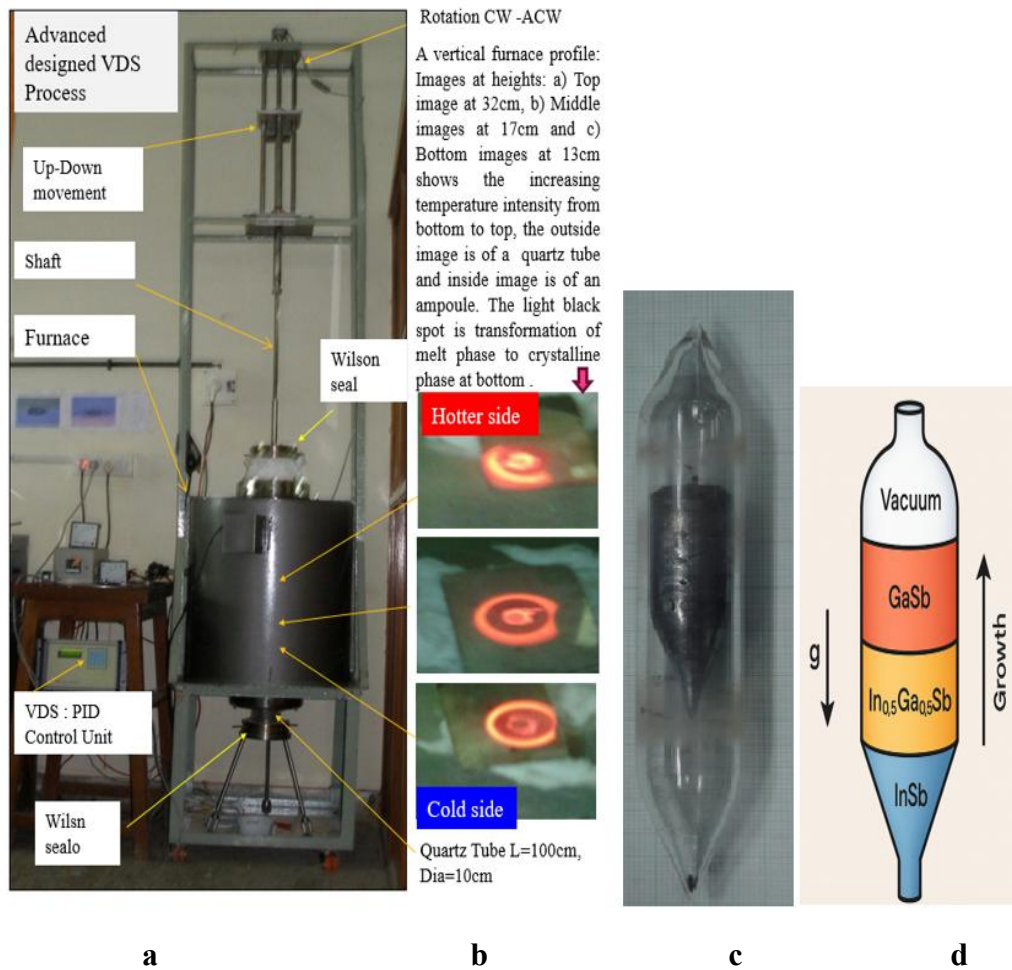 Advanced
designed VDS
Process
Up-Down
movement
Shaft
Furnace
Wilson
seal
VDS : PID
Control Unit
Wilsn
sealo
Rotation CW -ACW
A vertical furnace profile:
Images at heights: a) Top
image at 32cm, b) Middle
images at 17cm and c)
Bottom images at 13cm
shows the increasing
temperature intensity from
bottom to top, the outside
image is of a quartz tube
and inside image is of an
ampoule. The light black
spot is transformation of
melt phase to crystalline
phase at bottom .
Hotter side
Cold side
Quartz Tube L=100cm,
Dia=10cm
Vacuum
GaSb
In0,5Ga0,5Sb
InSb
g
Growth
a b c d